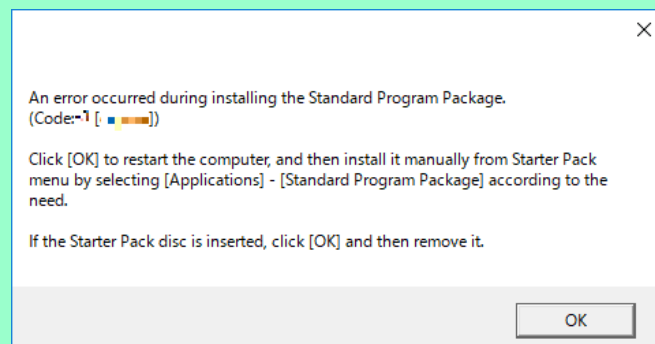 An error occurred during installing the Standard Program Package.
(Code:-1 [
])
Click [OK] to restart the computer, and then install it manually from Starter Pack
menu by selecting [Applications] - [Standard Program Package] according to the
need.
If the Starter Pack disc is inserted, click [OK] and then remove it.
OK